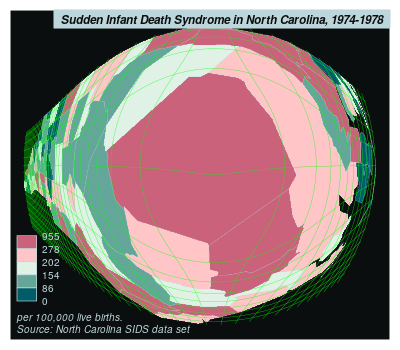 Sudden Infant Death Syndrome in North Carolina, 1974-1978
955
278
202
154
86
0
per 100,000 live births.
Source: North Carolina SIDS data set